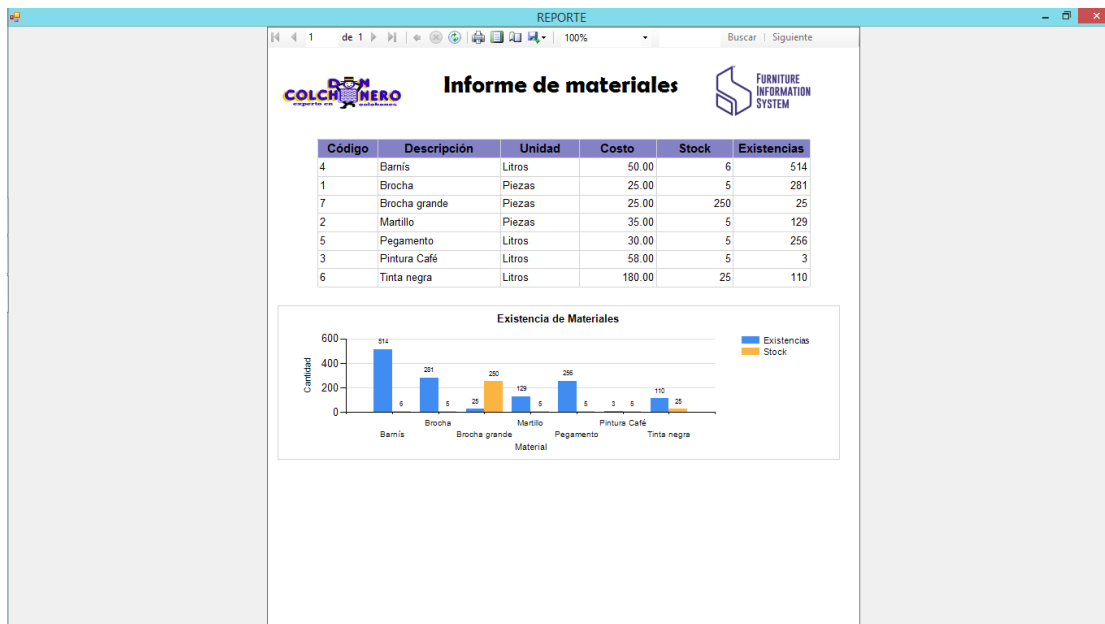 REPORTE
1 de 1 100% Buscar | Siguiente
DON
COLCHONERO
experto en colchones
Informe de materiales
FURNITURE
INFORMATION
SYSTEM
Código Descripción Unidad Costo Stock Existencias
4 Barnís Litros 50.00 6 514
1 Brocha Piezas 25.00 5 281
7 Brocha grande Piezas 25.00 250 25
2 Martillo Piezas 35.00 5 129
5 Pegamento Litros 30.00 5 256
3 Pintura Café Litros 58.00 5 3
6 Tinta negra Litros 180.00 25 110
Existencia de Materiales
600
400
200
0
Cantidad
514 6 281 5 25 250 129 5 256 5 3 5 110 25
Existencias
Stock
Brocha Martillo Pintura Café
Barnís Brocha grande Pegamento Tinta negra
Material